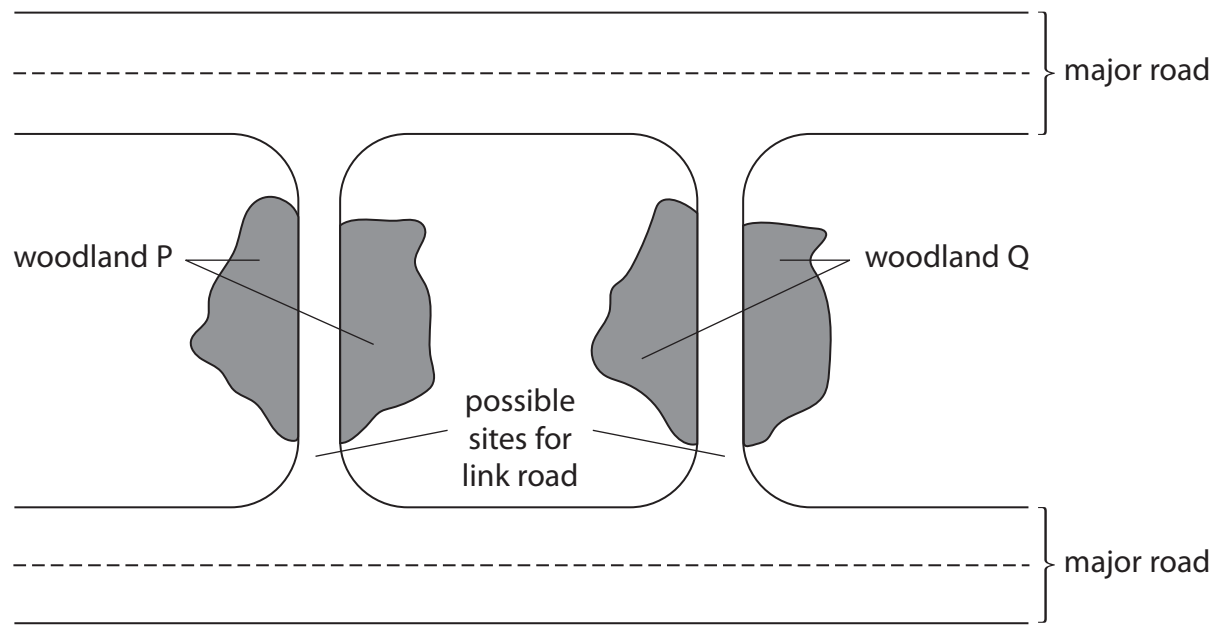 major road
woodland P
woodland Q
possible
sites for
link road
major road